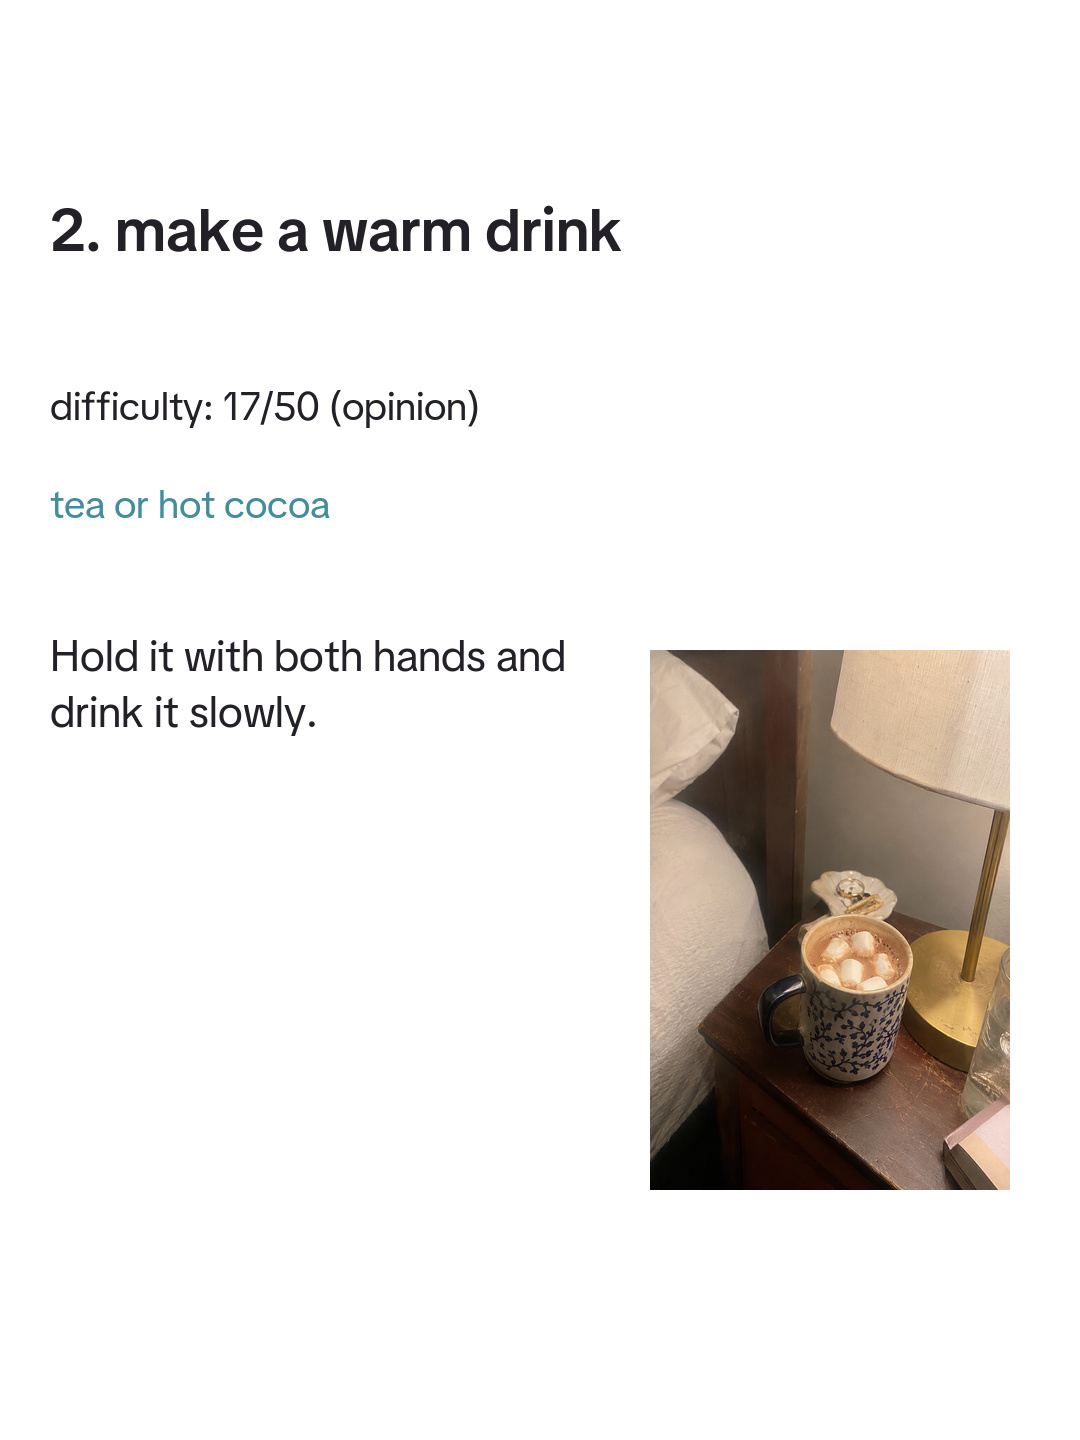 2. make a warm drink
difficulty: 17/50 (opinion)
tea or hot cocoa
Hold it with both hands and
drink it slowly.